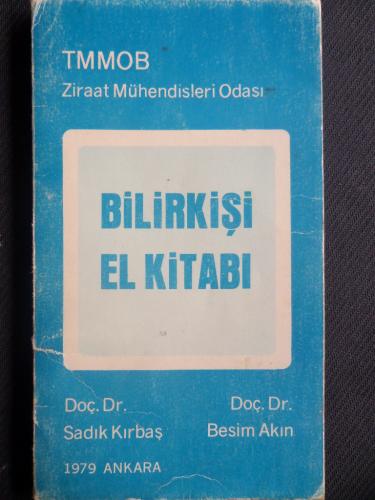 TMMOB
Ziraat Mühendisleri Odası
BİLİRKİŞİ
EL KİTABI
Doç. Dr. Doç. Dr.
Sadık Kırbaş Besim Akın
1979 ANKARA